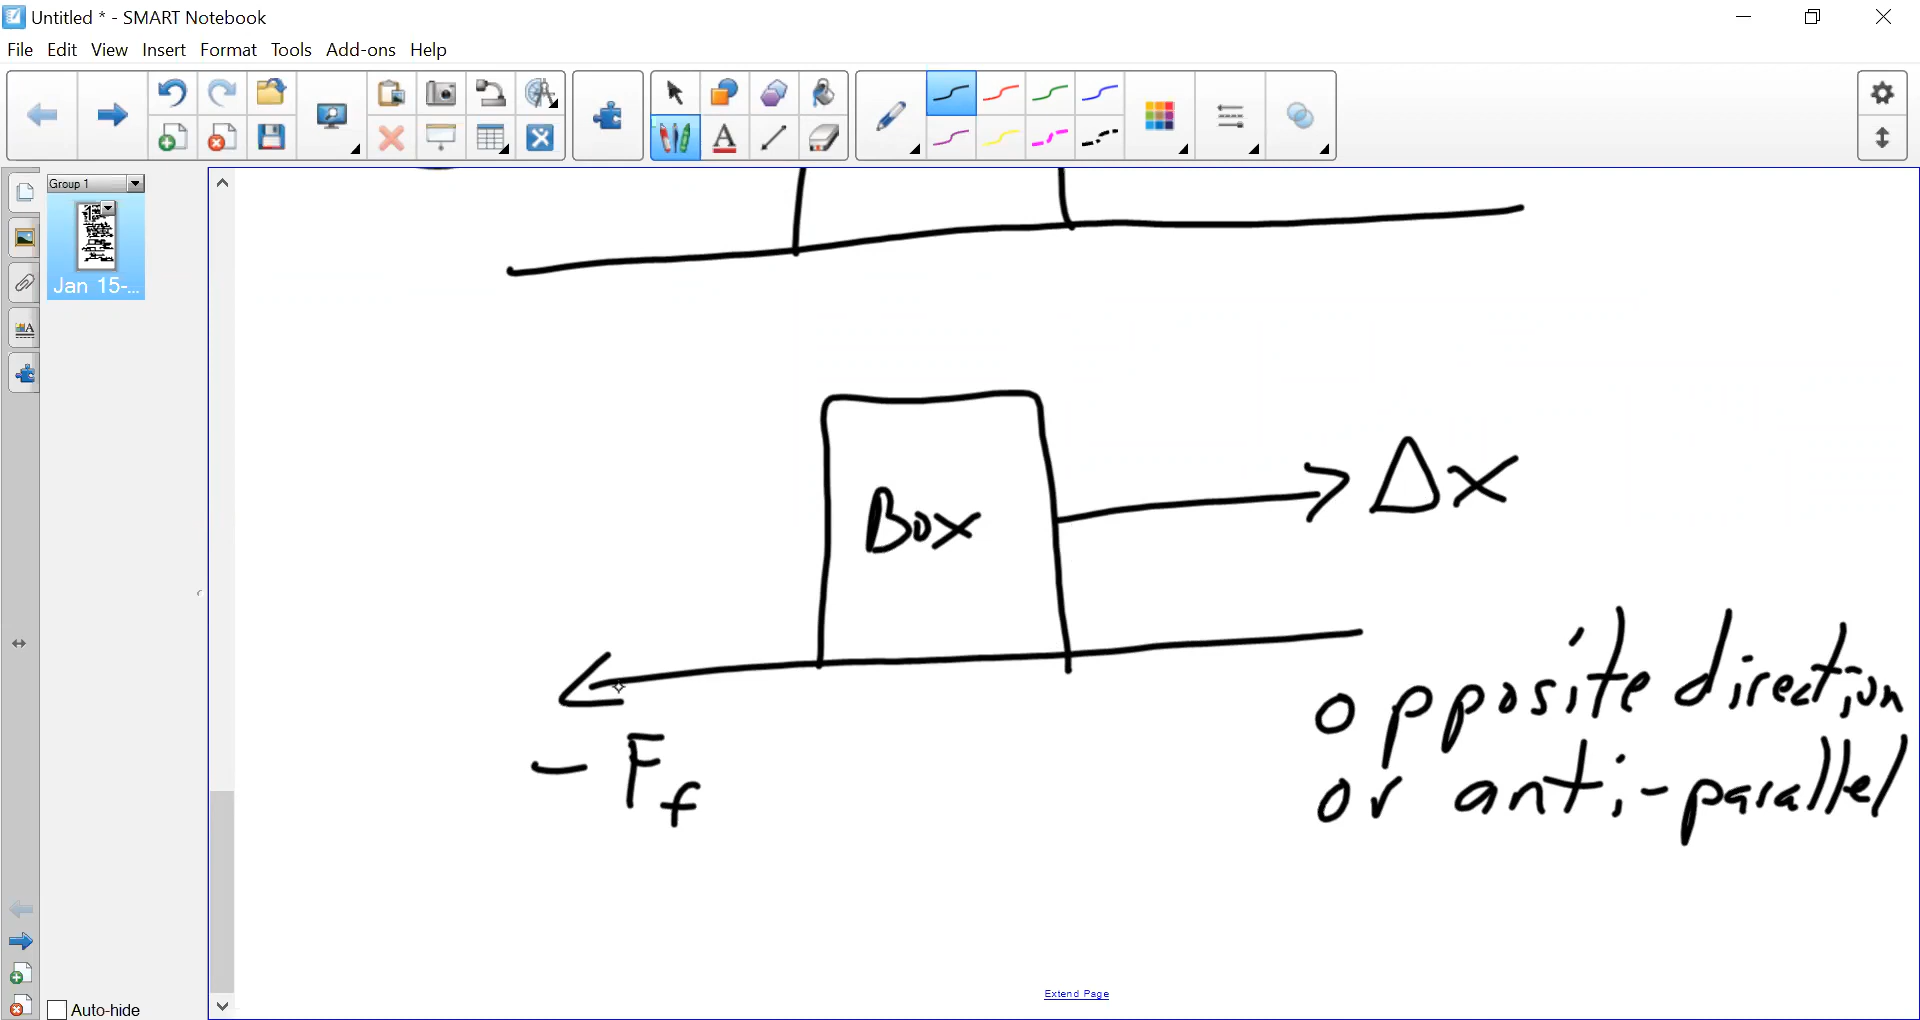 Untitled * - SMART Notebook
File Edit View Insert Format Tools Add-ons Help
Group 1
Jan 15-...
Box
Δx
- Ff
opposite direction
or anti-parallel
Extend Page
Auto-hide